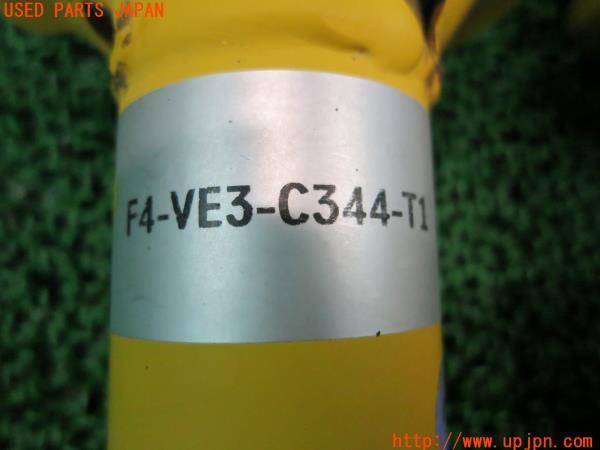 USED PARTS JAPAN
F4-VE3-C344-T1
http://www.upjpn.com